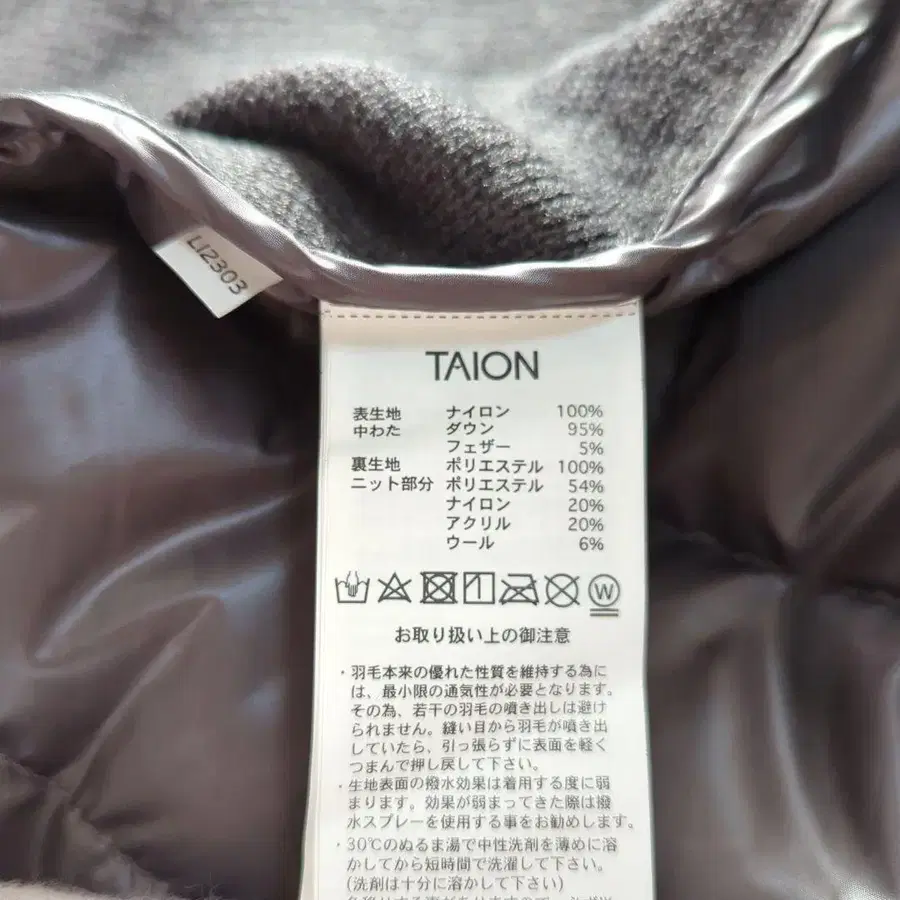 LI2303
TAION
表生地 ナイロン 100%
中わた ダウン 95%
フェザー 5%
裏生地 ポリエステル 100%
ニット部分 ポリエステル 54%
ナイロン 20%
アクリル 20%
ウール 6%
W
お取り扱い上の御注意
・羽毛本来の優れた性質を維持する為に
は、最小限の通気性が必要となります。
その為、若干の羽毛の噴き出しは避け
られません。縫い目から羽毛が噴き出
していたら、引っ張らずに表面を軽く
つまんで押し戻して下さい。
・生地表面の撥水効果は着用する度に弱
まります。効果が弱まってきた際は撥
水スプレーを使用する事をお勧めします。
・30℃のぬるま湯で中性洗剤を薄めに溶
かしてから短時間で洗濯して下さい。
(洗剤は十分に溶かして下さい)